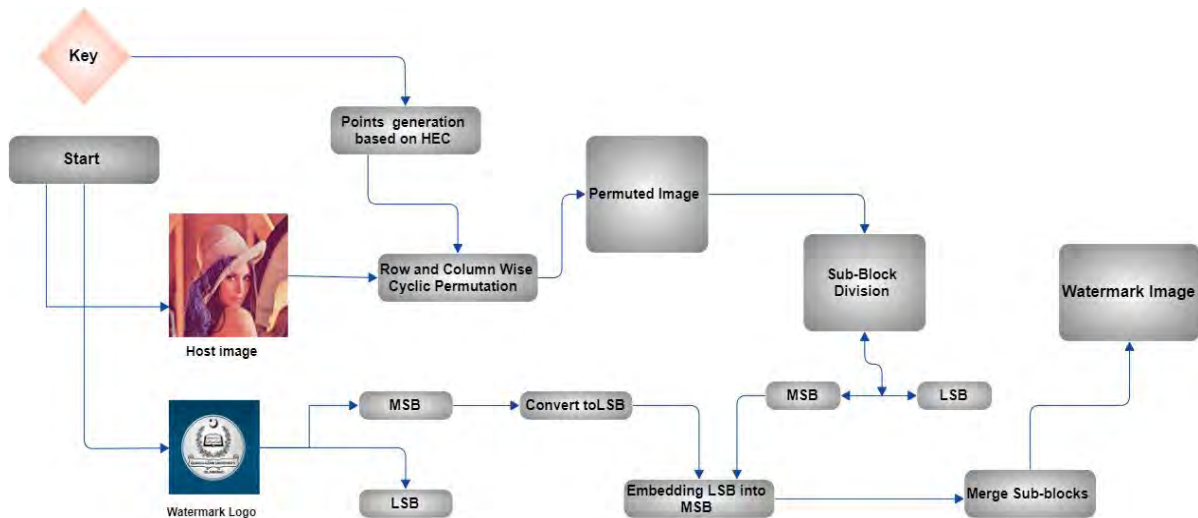 Key
Points generation
based on HEC
Start
Permuted Image
Row and Column Wise
Cyclic Permutation
Sub-Block
Division
Watermark Image
Host image
MSB
Convert toLSB
MSB
LSB
LSB
Embedding LSB into
MSB
Merge Sub-blocks
Watermark Logo